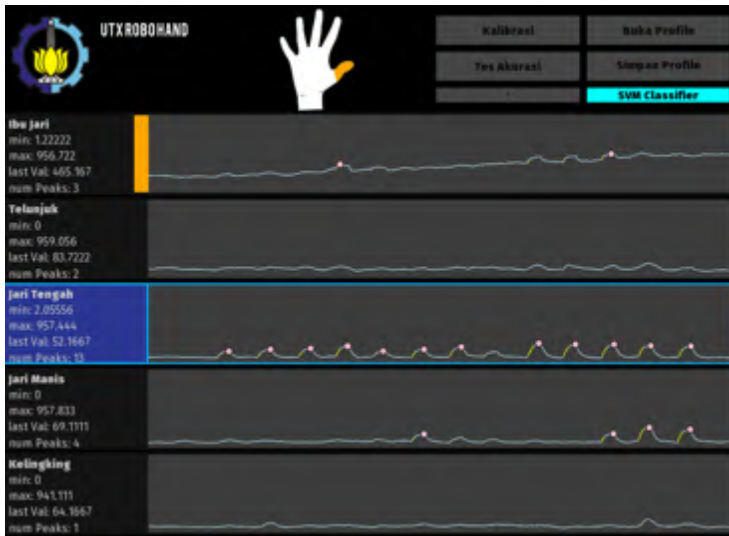 UTX ROBO HAND
Kalibrasi
Buka Profile
Tes Akurasi
Simpan Profile
-
SVM Classifier
Ibu Jari
min: 1.22222
max: 956.722
last Val: 465.167
num Peaks: 3
Telunjuk
min: 0
max: 959.056
last Val: 83.7222
num Peaks: 2
Jari Tengah
min: 2.05556
max: 957.444
last Val: 52.1667
num Peaks: 13
Jari Manis
min: 0
max: 957.833
last Val: 69.1111
num Peaks: 4
Kelingking
min: 0
max: 941.111
last Val: 64.1667
num Peaks: 1